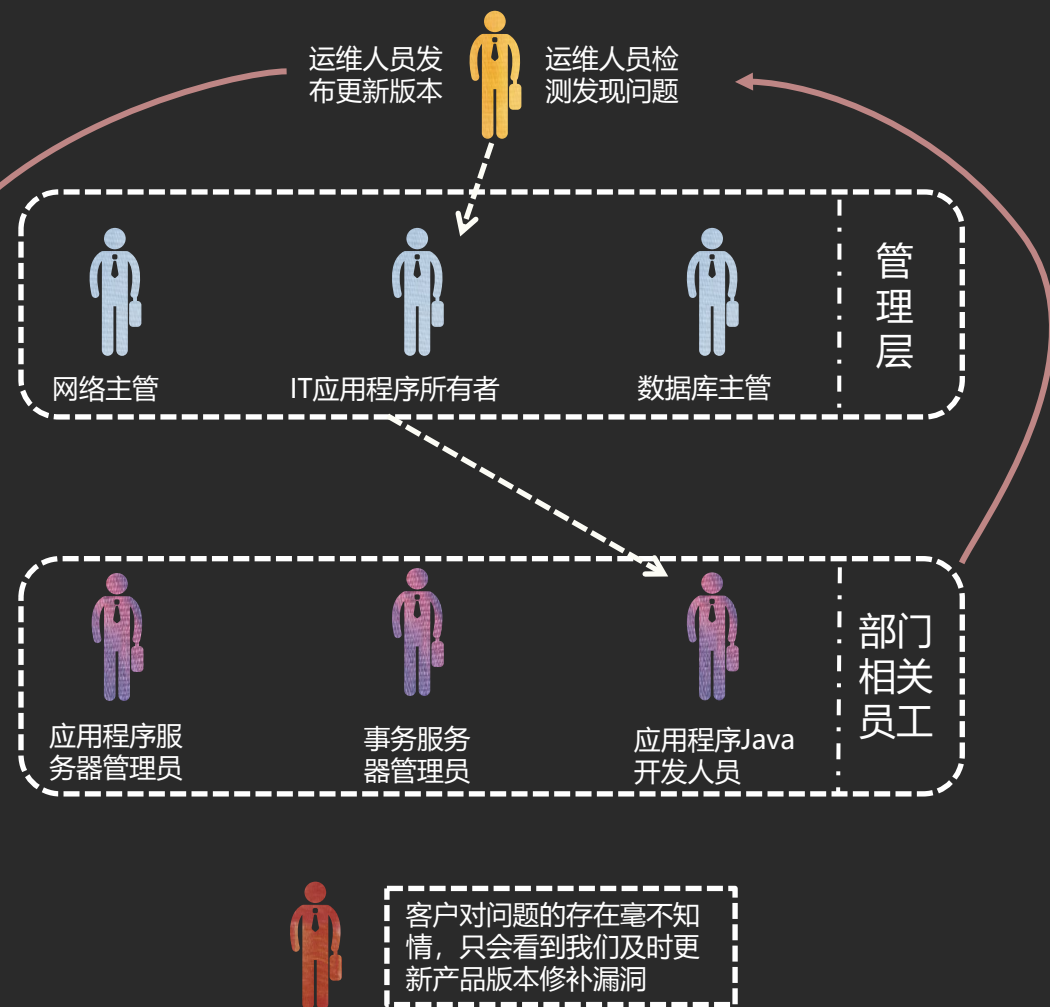 运维人员发
布更新版本
运维人员检
测发现问题
网络主管
IT应用程序所有者
数据库主管
管
理
层
应用程序服
务器管理员
事务服务
器管理员
应用程序Java
开发人员
部门
相关
员工
客户对问题的存在毫不知
情，只会看到我们及时更
新产品版本修补漏洞